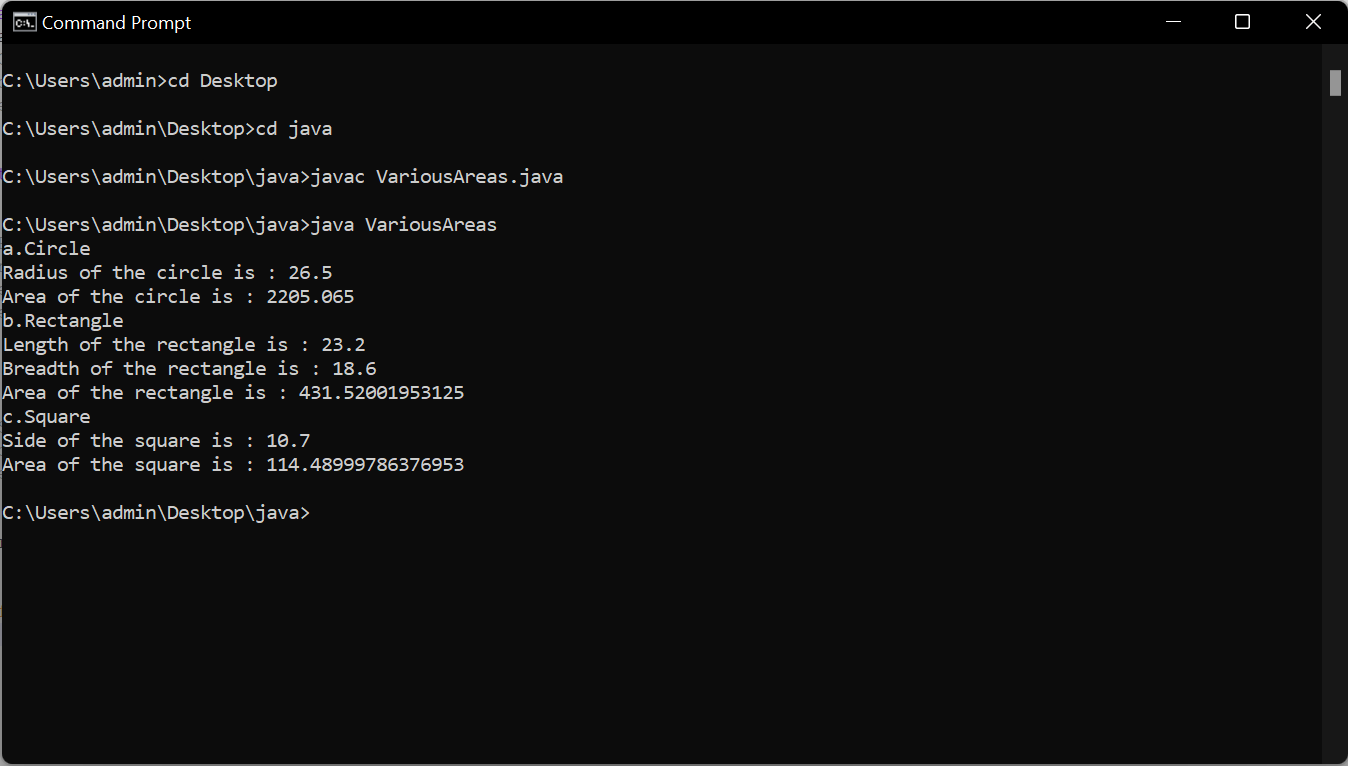 Command Prompt
C:\Users\admin>cd Desktop
C:\Users\admin\Desktop>cd java
C:\Users\admin\Desktop\java>javac VariousAreas.java
C:\Users\admin\Desktop\java>java VariousAreas
a.Circle
Radius of the circle is : 26.5
Area of the circle is : 2205.065
b.Rectangle
Length of the rectangle is : 23.2
Breadth of the rectangle is : 18.6
Area of the rectangle is : 431.52001953125
c.Square
Side of the square is : 10.7
Area of the square is : 114.48999786376953
C:\Users\admin\Desktop\java>